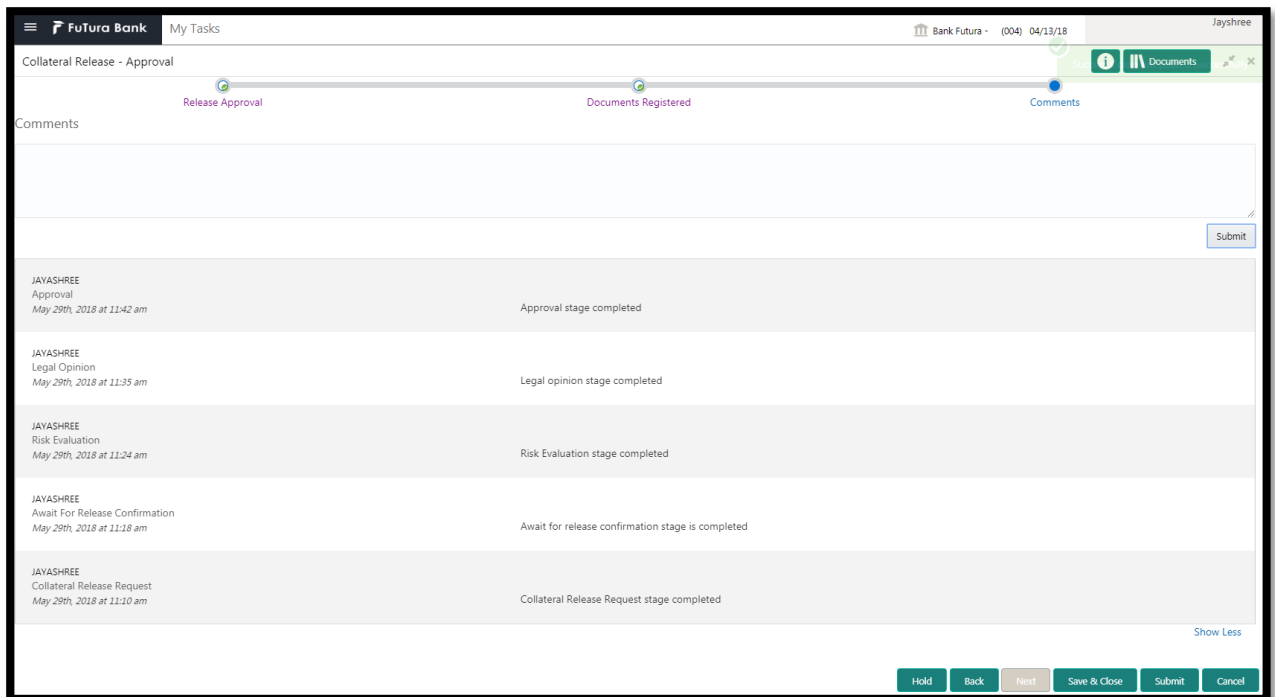 FuTura Bank
My Tasks
Bank Futura - (004) 04/13/18
Jayshree
Collateral Release - Approval
Documents
Release Approval
Documents Registered
Comments
Comments
Submit
JAYASHREE
Approval
May 29th, 2018 at 11:42 am
Approval stage completed
JAYASHREE
Legal Opinion
May 29th, 2018 at 11:35 am
Legal opinion stage completed
JAYASHREE
Risk Evaluation
May 29th, 2018 at 11:24 am
Risk Evaluation stage completed
JAYASHREE
Await For Release Confirmation
May 29th, 2018 at 11:18 am
Await for release confirmation stage is completed
JAYASHREE
Collateral Release Request
May 29th, 2018 at 11:10 am
Collateral Release Request stage completed
Show Less
Hold Back Next Save & Close Submit Cancel